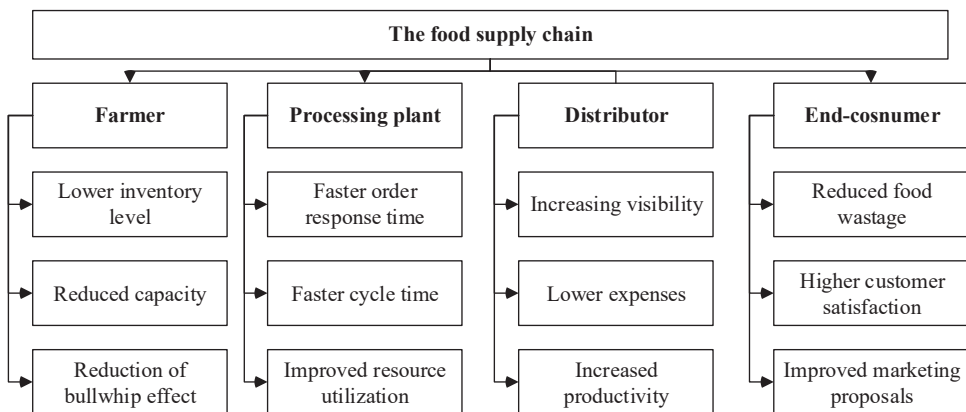 The food supply chain
Farmer
Processing plant
Distributor
End-cosnumer
Lower inventory
level
Faster order
response time
Increasing visibility
Reduced food
wastage
Reduced capacity
Faster cycle time
Lower expenses
Higher customer
satisfaction
Reduction of
bullwhip effect
Improved resource
utilization
Increased
productivity
Improved marketing
proposals